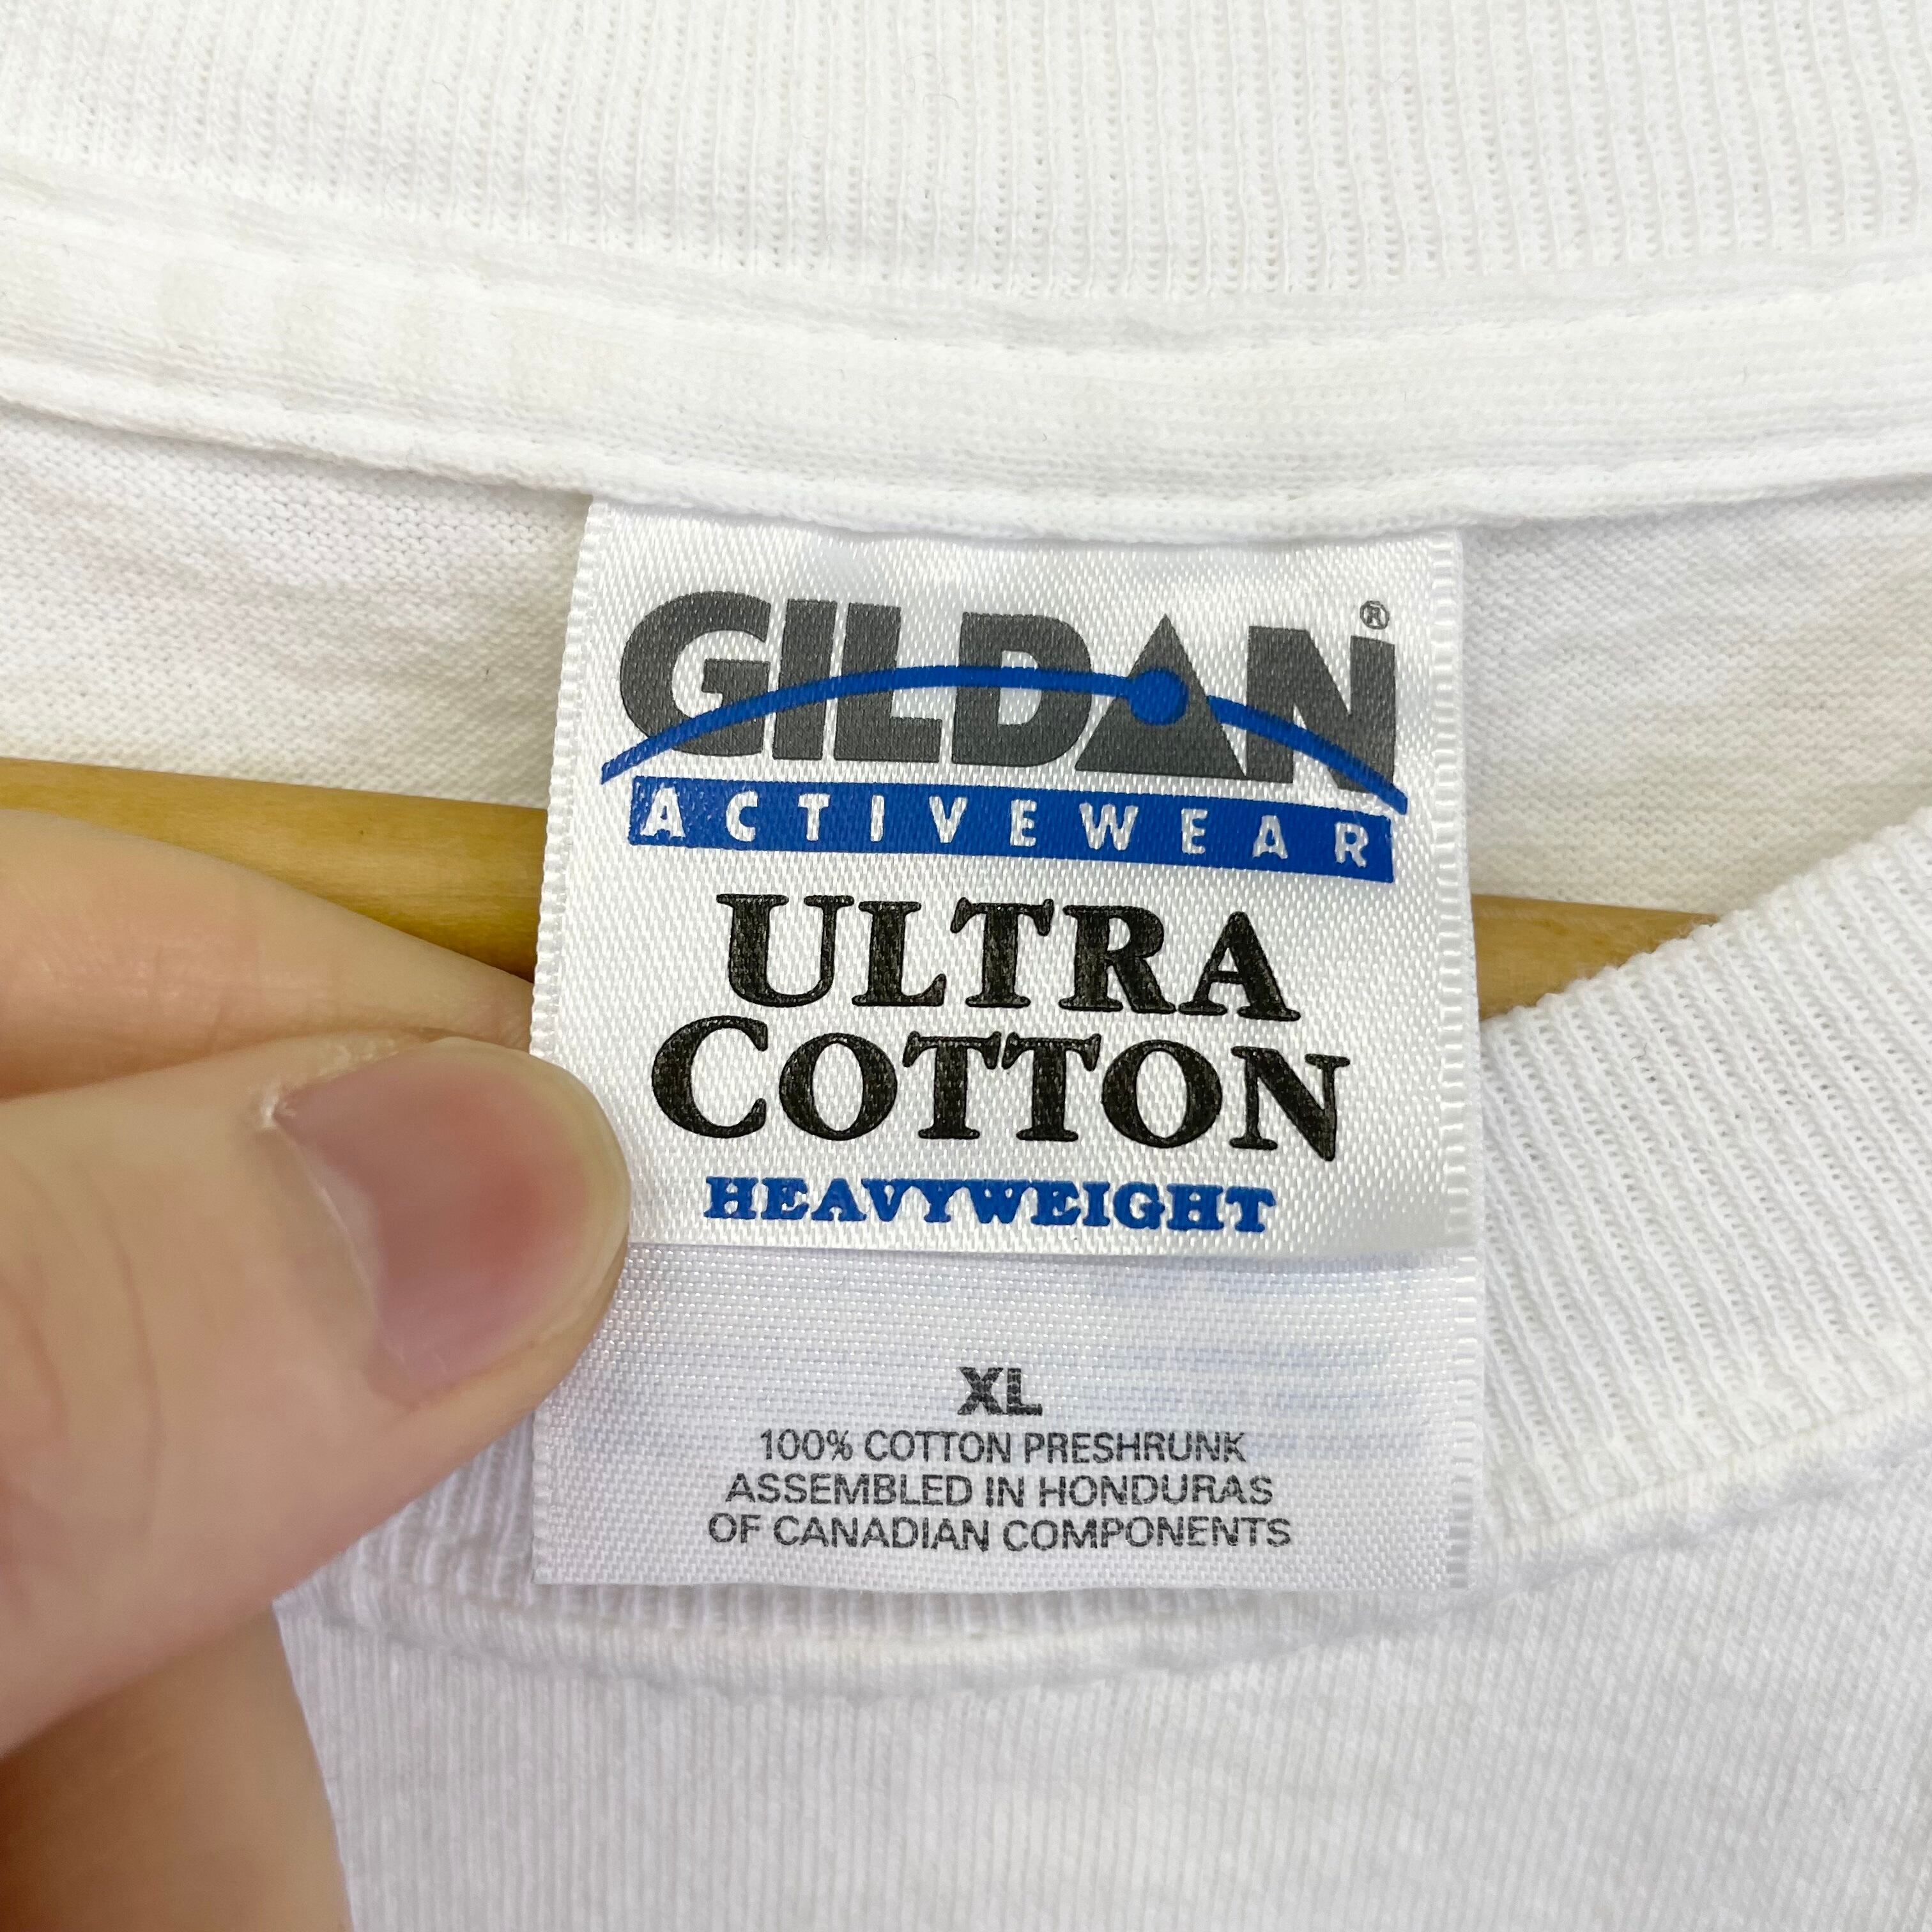 GILDAN®
ACTIVEWEAR
ULTRA
COTTON
HEAVYWEIGHT
XL
100% COTTON PRESHRUNK
ASSEMBLED IN HONDURAS
OF CANADIAN COMPONENTS